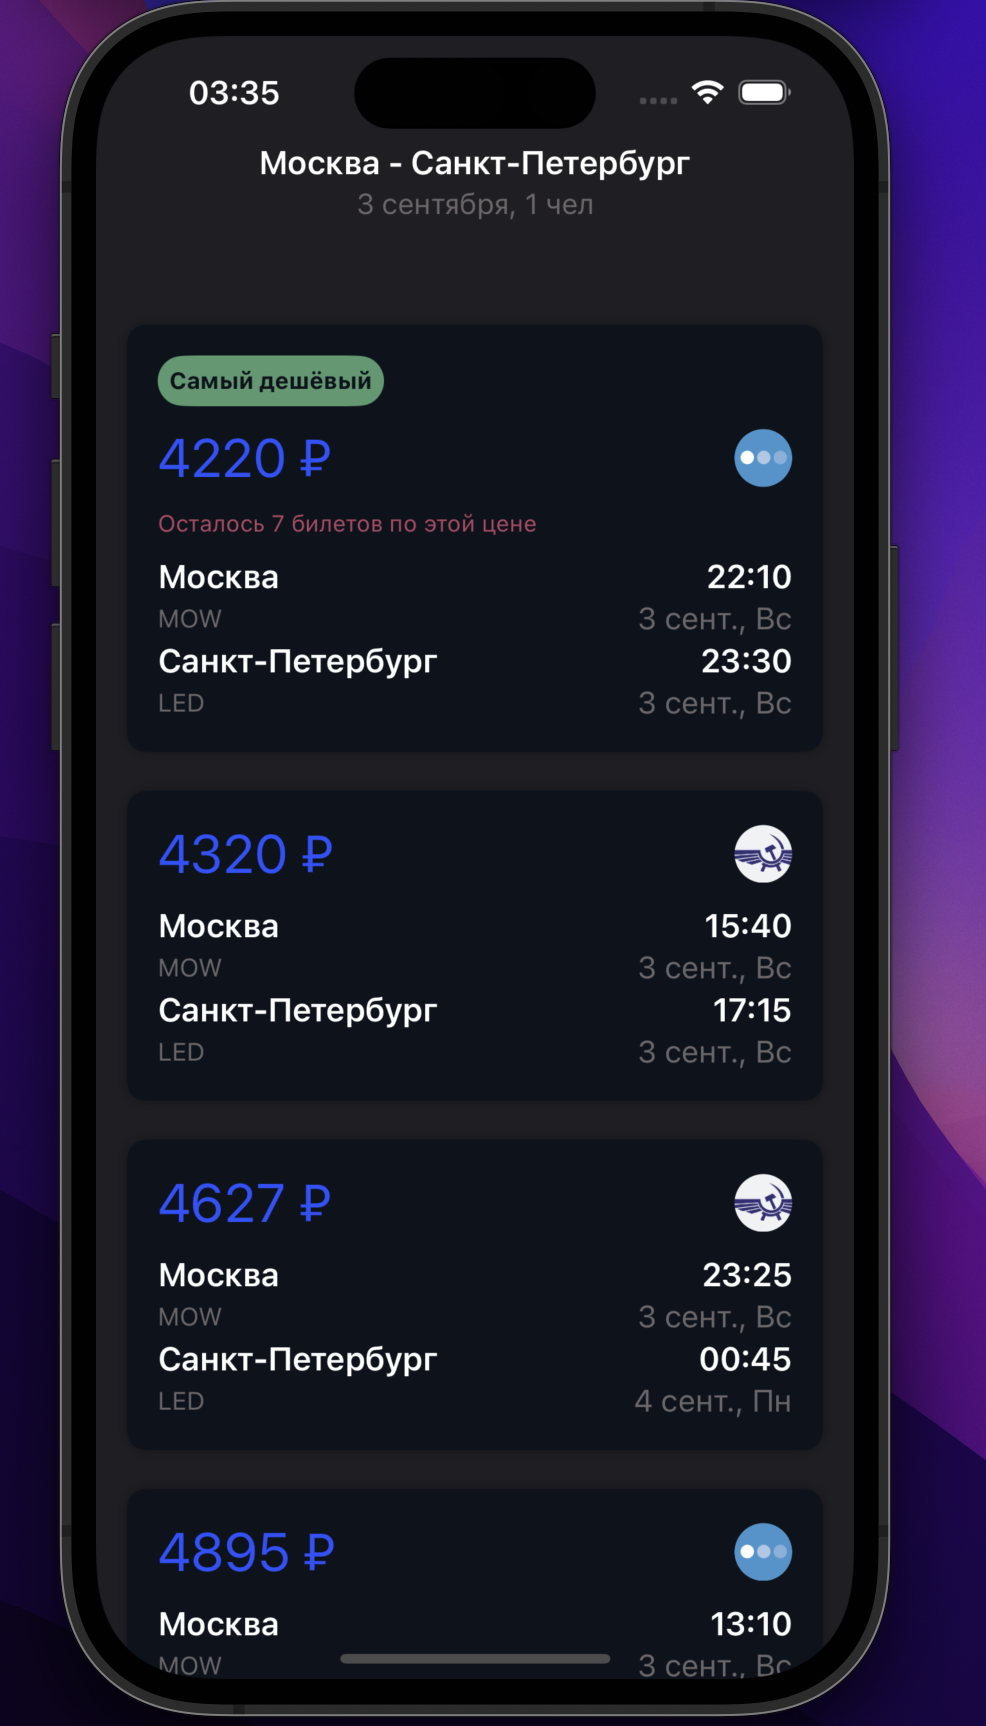 03:35
Москва - Санкт-Петербург
3 сентября, 1 чел
Самый дешёвый
4220 ₽
Осталось 7 билетов по этой цене
Москва 22:10
MOW 3 сент., Вс
Санкт-Петербург 23:30
LED 3 сент., Вс
4320 ₽
Москва 15:40
MOW 3 сент., Вс
Санкт-Петербург 17:15
LED 3 сент., Вс
4627 ₽
Москва 23:25
MOW 3 сент., Вс
Санкт-Петербург 00:45
LED 4 сент., Пн
4895 ₽
Москва 13:10
MOW 3 сент., Вс